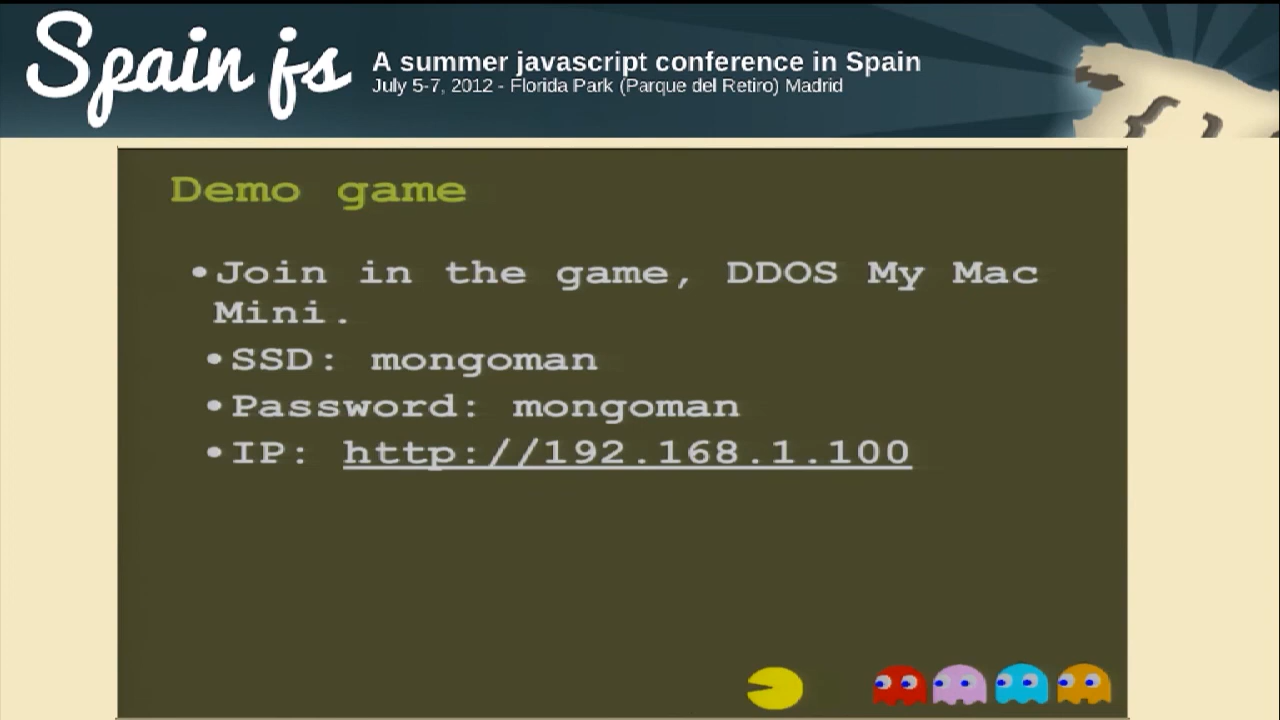 Spain js
A summer javascript conference in Spain
July 5-7, 2012 - Florida Park (Parque del Retiro) Madrid
{ }
Demo game
•Join in the game, DDOS My Mac
Mini.
•SSD: mongoman
•Password: mongoman
•IP: http://192.168.1.100